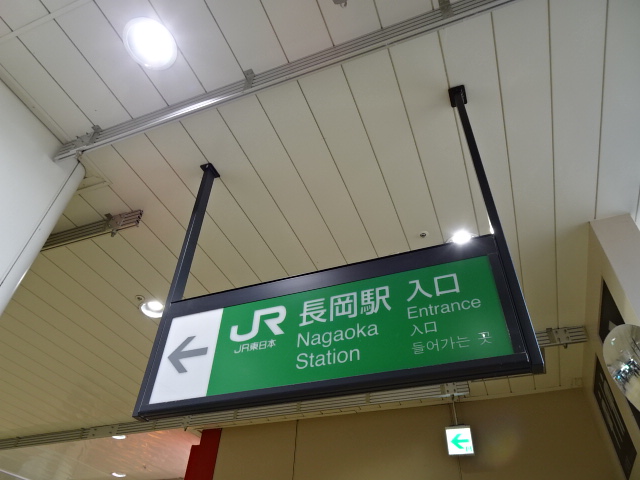 JR
JR東日本
長岡駅
Nagaoka
Station
入口
Entrance
入口
들어가는 곳